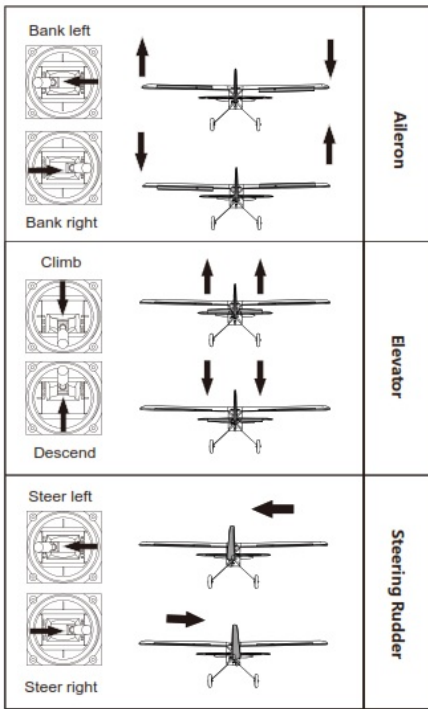 Bank left
Bank right
Aileron
Climb
Descend
Elevator
Steer left
Steer right
Steering Rudder